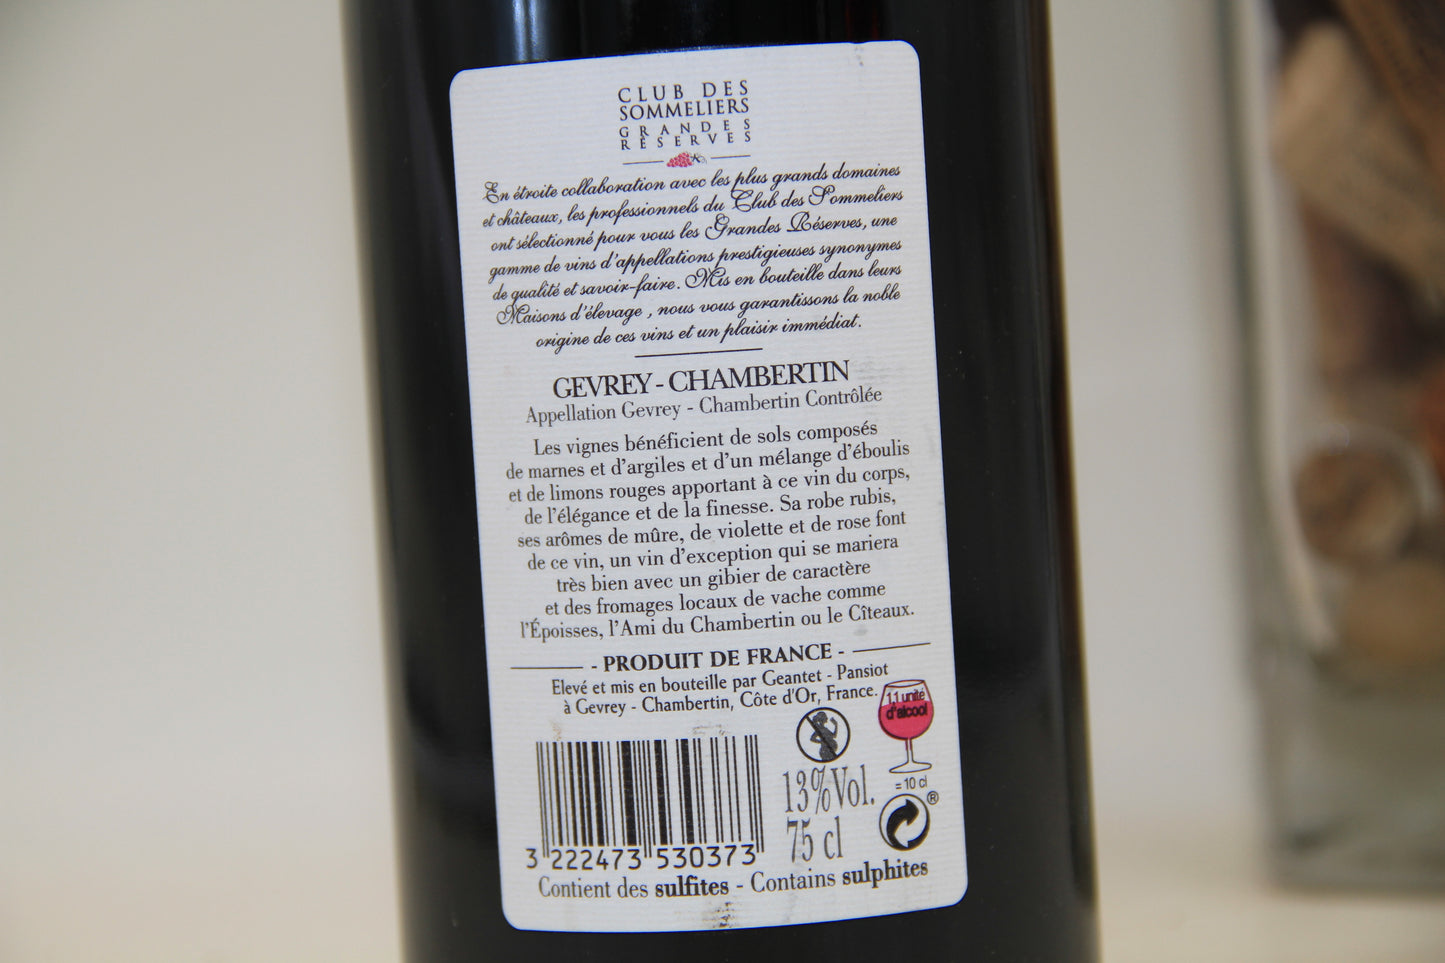 CLUB DES
SOMMELIERS
GRANDES
RÉSERVES
En étroite collaboration avec les plus grands domaines
et châteaux, les professionnels du Club des Sommeliers
ont sélectionné pour vous les Grandes Réserves, une
gamme de vins d'appellations prestigieuses synonymes
de qualité et savoir-faire. Mis en bouteille dans leurs
Maisons d'élevage , nous vous garantissons la noble
origine de ces vins et un plaisir immédiat.
GEVREY - CHAMBERTIN
Appellation Gevrey - Chambertin Contrôlée
Les vignes bénéficient de sols composés
de marnes et d'argiles et d'un mélange d'éboulis
et de limons rouges apportant à ce vin du corps,
de l'élégance et de la finesse. Sa robe rubis,
ses arômes de mûre, de violette et de rose font
de ce vin, un vin d'exception qui se mariera
très bien avec un gibier de caractère
et des fromages locaux de vache comme
l'Époisses, l'Ami du Chambertin ou le Cîteaux.
- PRODUIT DE FRANCE -
Elevé et mis en bouteille par Geantet - Pansiot
à Gevrey - Chambertin, Côte d'Or, France.
1,1 unité
d'alcool
= 10 cl
13%Vol.
75 cl
®
3 222473 530373
Contient des sulfites - Contains sulphites